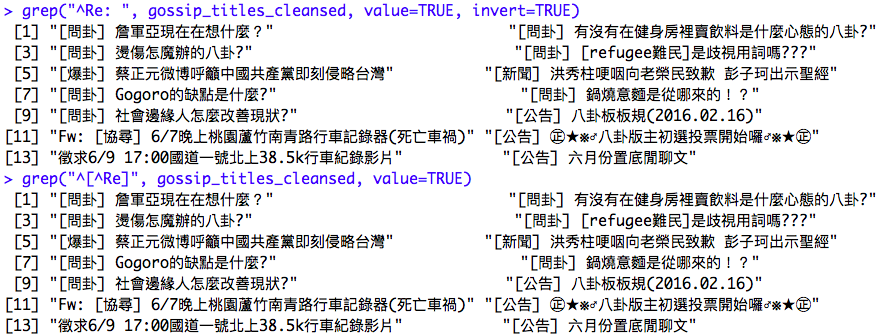 > grep("^Re: ", gossip_titles_cleansed, value=TRUE, invert=TRUE)
[1] "[問卦] 詹軍亞現在在想什麼？" "[問卦] 有沒有在健身房裡賣飲料是什麼心態的八卦?"
[3] "[問卦] 燙傷怎魔辦的八卦?" "[問卦] [refugee難民]是歧視用詞嗎???"
[5] "[爆卦] 蔡正元微博呼籲中國共產黨即刻侵略台灣" "[新聞] 洪秀柱哽咽向老榮民致歉 彭子珂出示聖經"
[7] "[問卦] Gogoro的缺點是什麼?" "[問卦] 鍋燒意麵是從哪來的！？"
[9] "[問卦] 社會邊緣人怎麼改善現狀?" "[公告] 八卦板板規(2016.02.16)"
[11] "Fw: [協尋] 6/7晚上桃園蘆竹南青路行車記錄器(死亡車禍)" "[公告] ㊣★※♂八卦版主初選投票開始囉♂※★㊣"
[13] "徵求6/9 17:00國道一號北上38.5k行車紀錄影片" "[公告] 六月份置底閒聊文"
> grep("^[^Re]", gossip_titles_cleansed, value=TRUE)
[1] "[問卦] 詹軍亞現在在想什麼？" "[問卦] 有沒有在健身房裡賣飲料是什麼心態的八卦?"
[3] "[問卦] 燙傷怎魔辦的八卦?" "[問卦] [refugee難民]是歧視用詞嗎???"
[5] "[爆卦] 蔡正元微博呼籲中國共產黨即刻侵略台灣" "[新聞] 洪秀柱哽咽向老榮民致歉 彭子珂出示聖經"
[7] "[問卦] Gogoro的缺點是什麼?" "[問卦] 鍋燒意麵是從哪來的！？"
[9] "[問卦] 社會邊緣人怎麼改善現狀?" "[公告] 八卦板板規(2016.02.16)"
[11] "Fw: [協尋] 6/7晚上桃園蘆竹南青路行車記錄器(死亡車禍)" "[公告] ㊣★※♂八卦版主初選投票開始囉♂※★㊣"
[13] "徵求6/9 17:00國道一號北上38.5k行車紀錄影片" "[公告] 六月份置底閒聊文"